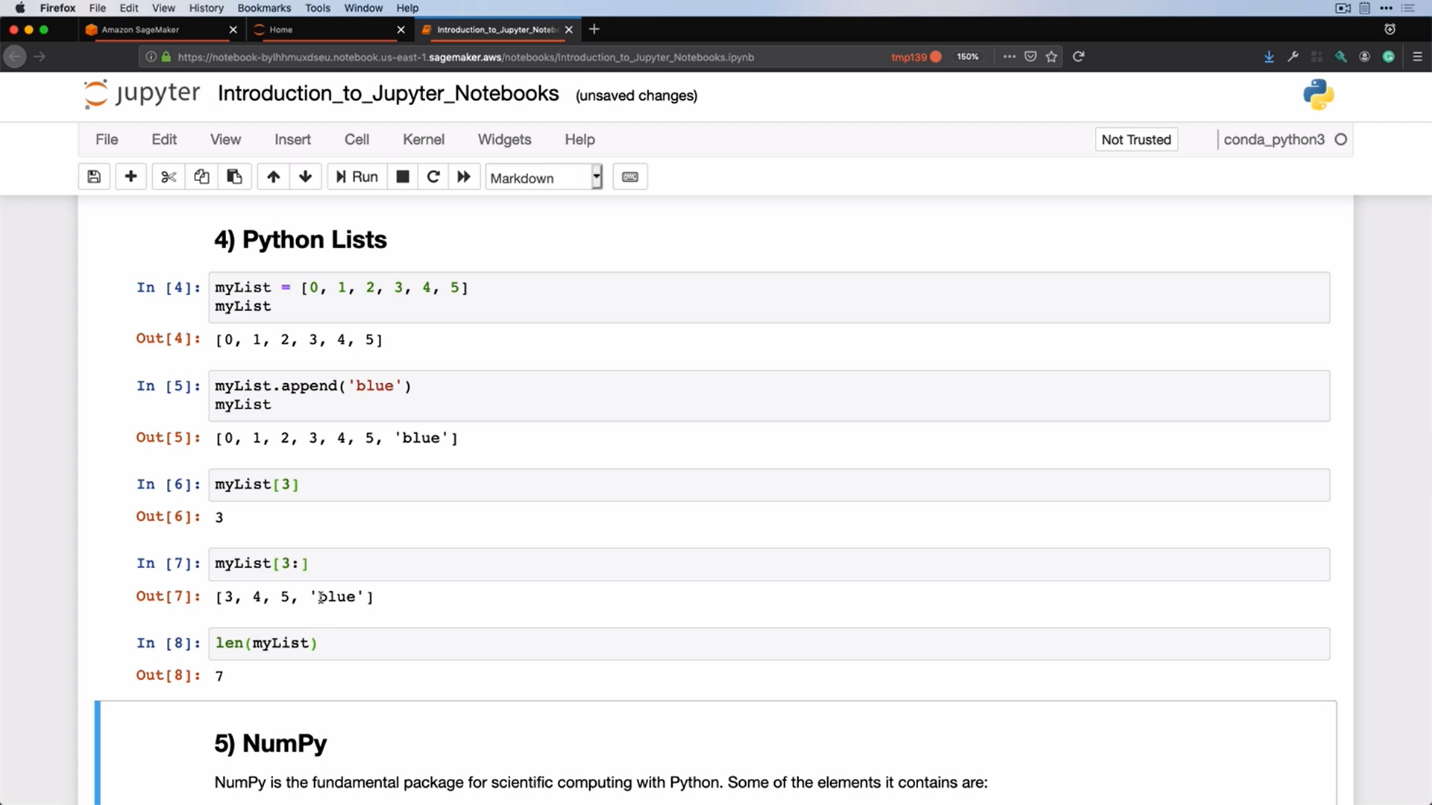 Firefox File Edit View History Bookmarks Tools Window Help
Amazon SageMaker
Home
Introduction_to_Jupyter_Noteb
https://notebook-bylhhmuxdseu.notebook.us-east-1.sagemaker.aws/notebooks/Introduction_to_Jupyter_Notebooks.ipynb
tmp139
150%
jupyter Introduction_to_Jupyter_Notebooks (unsaved changes)
File Edit View Insert Cell Kernel Widgets Help
Not Trusted
conda_python3
Run
Markdown
4) Python Lists
In [4]: myList = [0, 1, 2, 3, 4, 5]
myList
Out[4]: [0, 1, 2, 3, 4, 5]
In [5]: myList.append('blue')
myList
Out[5]: [0, 1, 2, 3, 4, 5, 'blue']
In [6]: myList[3]
Out[6]: 3
In [7]: myList[3:]
Out[7]: [3, 4, 5, 'blue']
In [8]: len(myList)
Out[8]: 7
5) NumPy
NumPy is the fundamental package for scientific computing with Python. Some of the elements it contains are: